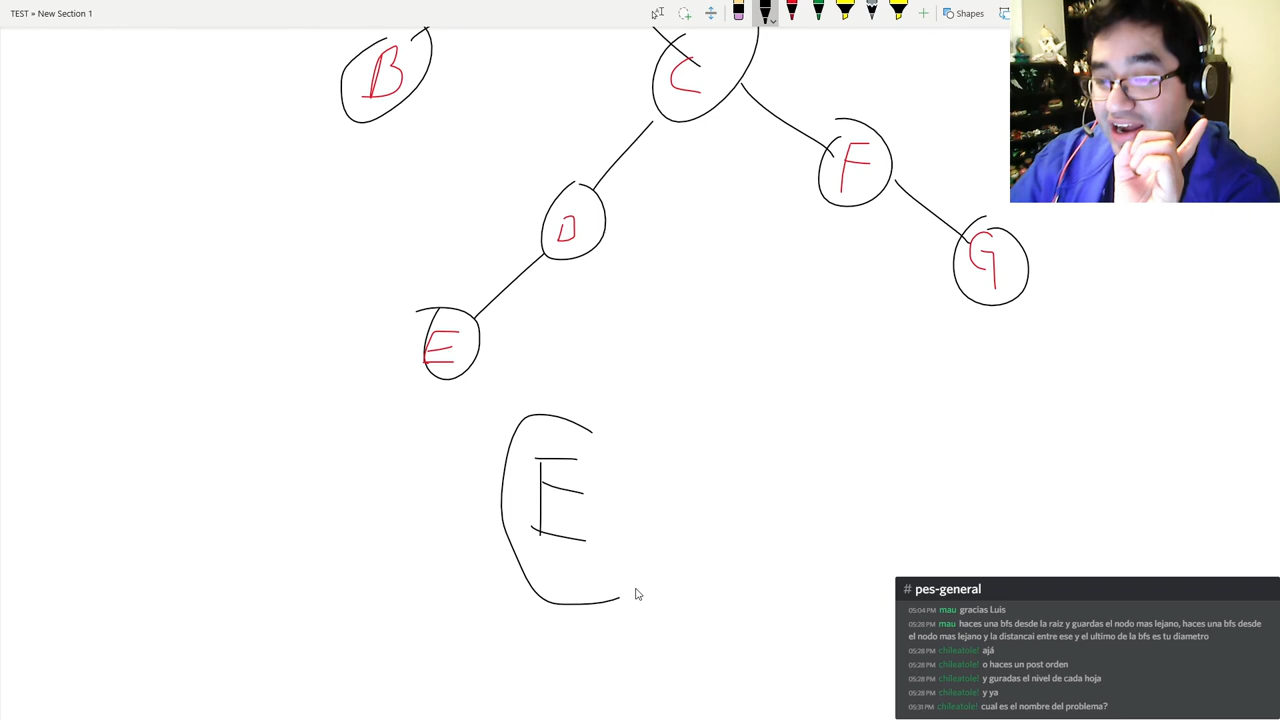 TEST » New Section 1
Shapes
B
C
F
D
G
E
E
# pes-general
05:04 PM mau gracias Luis
05:28 PM mau haces una bfs desde la raiz y guardas el nodo mas lejano, haces una bfs desde
el nodo mas lejano y la distancai entre ese y el ultimo de la bfs es tu diametro
05:28 PM chileatole! ajá
05:28 PM chileatole! o haces un post orden
05:28 PM chileatole! y guradas el nivel de cada hoja
05:28 PM chileatole! y ya
05:31 PM chileatole! cual es el nombre del problema?